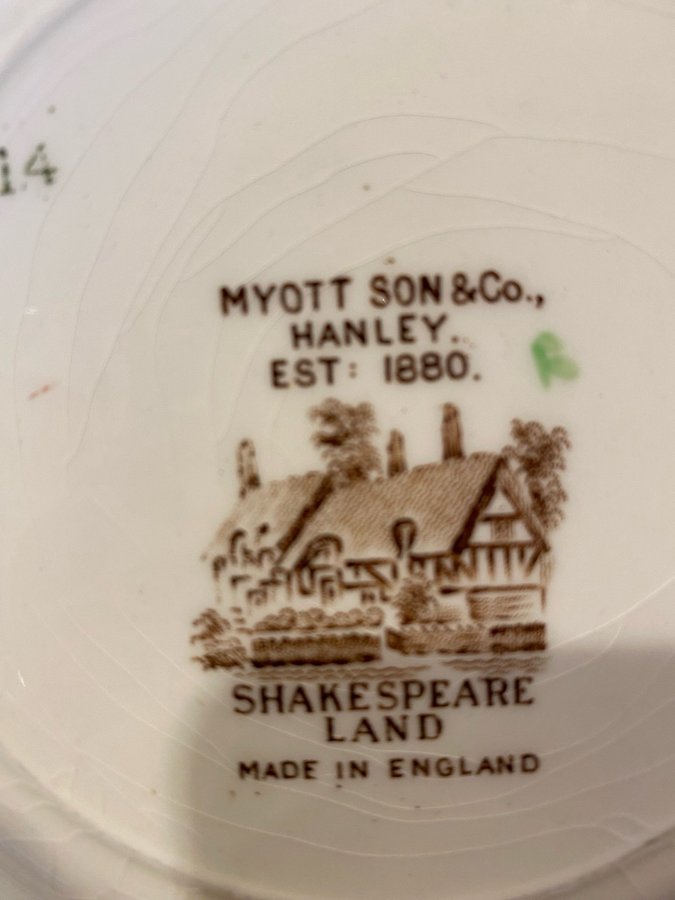 14
MYOTT SON & Co.,
HANLEY.
EST: 1880.
SHAKESPEARE
LAND
MADE IN ENGLAND